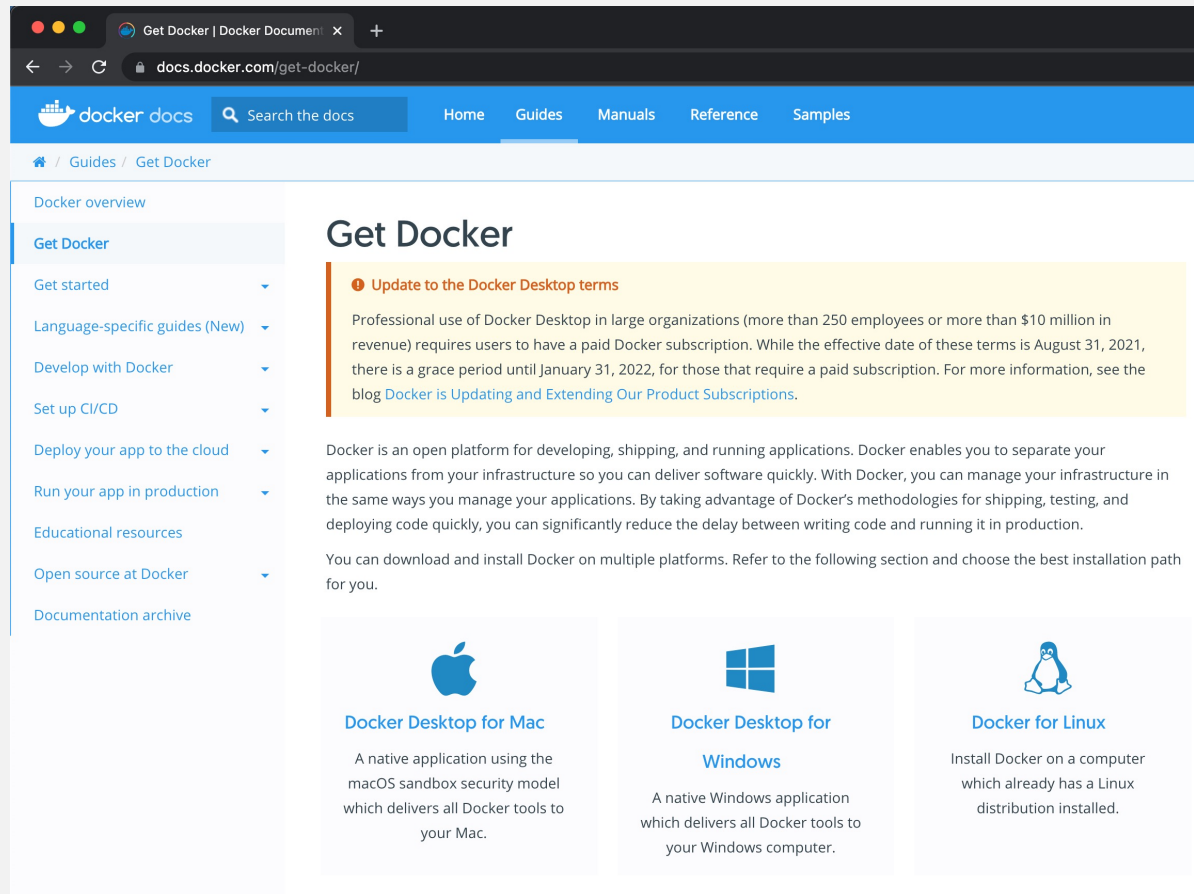 Get Docker | Docker Document
docs.docker.com/get-docker/
docker docs
Search the docs
Home
Guides
Manuals
Reference
Samples
/ Guides / Get Docker
Docker overview
Get Docker
Get started
Language-specific guides (New)
Develop with Docker
Set up CI/CD
Deploy your app to the cloud
Run your app in production
Educational resources
Open source at Docker
Documentation archive
Get Docker
Update to the Docker Desktop terms
Professional use of Docker Desktop in large organizations (more than 250 employees or more than $10 million in
revenue) requires users to have a paid Docker subscription. While the effective date of these terms is August 31, 2021,
there is a grace period until January 31, 2022, for those that require a paid subscription. For more information, see the
blog Docker is Updating and Extending Our Product Subscriptions.
Docker is an open platform for developing, shipping, and running applications. Docker enables you to separate your
applications from your infrastructure so you can deliver software quickly. With Docker, you can manage your infrastructure in
the same ways you manage your applications. By taking advantage of Docker’s methodologies for shipping, testing, and
deploying code quickly, you can significantly reduce the delay between writing code and running it in production.
You can download and install Docker on multiple platforms. Refer to the following section and choose the best installation path
for you.
Docker Desktop for Mac
A native application using the
macOS sandbox security model
which delivers all Docker tools to
your Mac.
Docker Desktop for
Windows
A native Windows application
which delivers all Docker tools to
your Windows computer.
Docker for Linux
Install Docker on a computer
which already has a Linux
distribution installed.